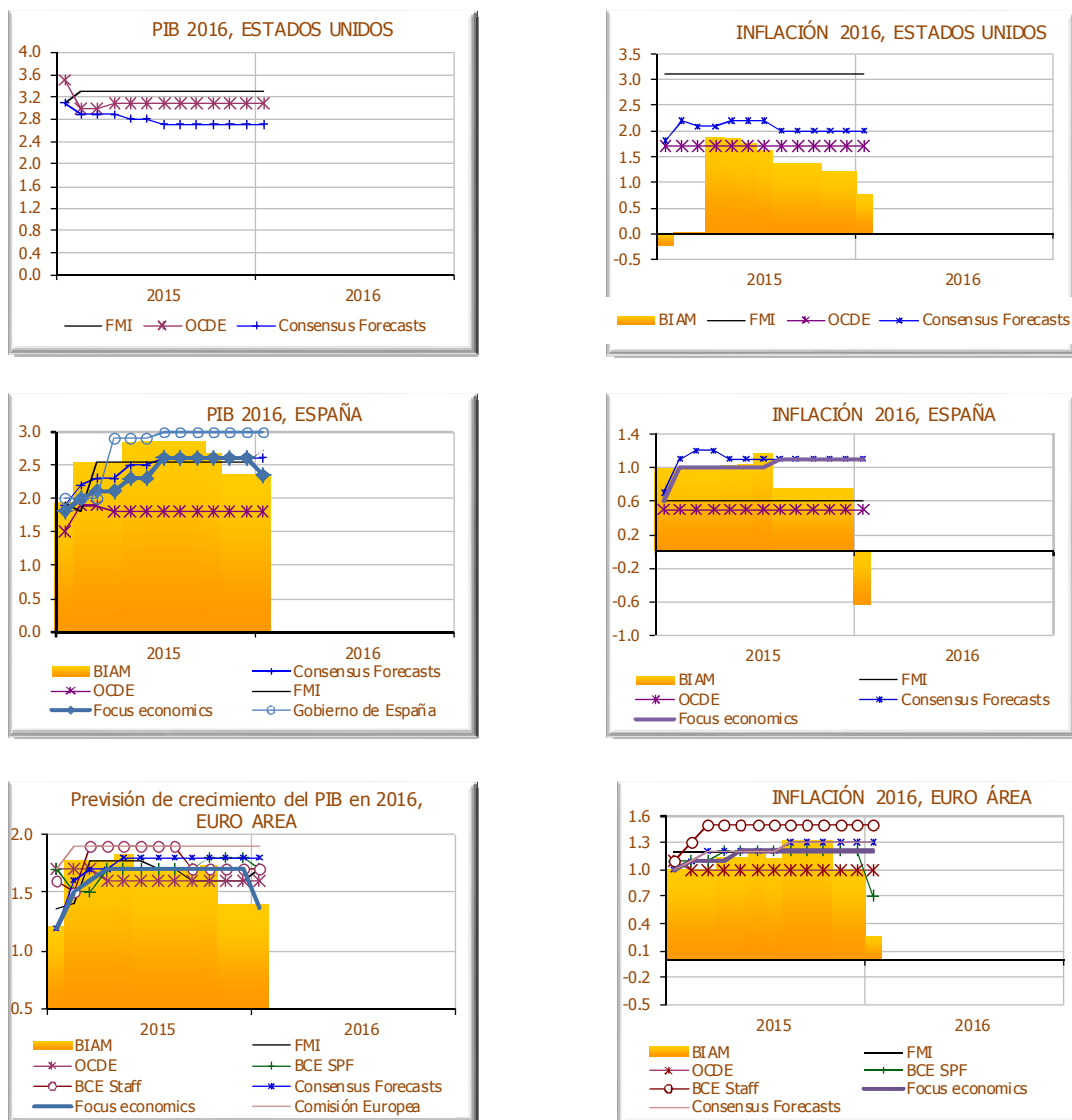 PIB 2016, ESTADOS UNIDOS
4.0
3.6
3.2
2.8
2.4
2.0
1.6
1.2
0.8
0.4
0.0
2015 2016
FMI OCDE Consensus Forecasts
INFLACIÓN 2016, ESTADOS UNIDOS
3.5
3.0
2.5
2.0
1.5
1.0
0.5
0.0
-0.5
2015 2016
BIAM FMI OCDE Consensus Forecasts
PIB 2016, ESPAÑA
3.0
2.5
2.0
1.5
1.0
0.5
0.0
2015 2016
BIAM Consensus Forecasts
OCDE FMI
Focus economics Gobierno de España
INFLACIÓN 2016, ESPAÑA
1.4
1.0
0.6
0.2
-0.2
-0.6
-1.0
2015 2016
BIAM FMI
OCDE Consensus Forecasts
Focus economics
Previsión de crecimiento del PIB en 2016,
EURO AREA
2.0
1.5
1.0
0.5
2015 2016
BIAM FMI
OCDE BCE SPF
BCE Staff Consensus Forecasts
Focus economics Comisión Europea
INFLACIÓN 2016, EURO ÁREA
1.6
1.3
1.0
0.7
0.4
0.1
-0.2
-0.5
2015 2016
BIAM FMI
OCDE BCE SPF
BCE Staff Focus economics
Consensus Forecasts